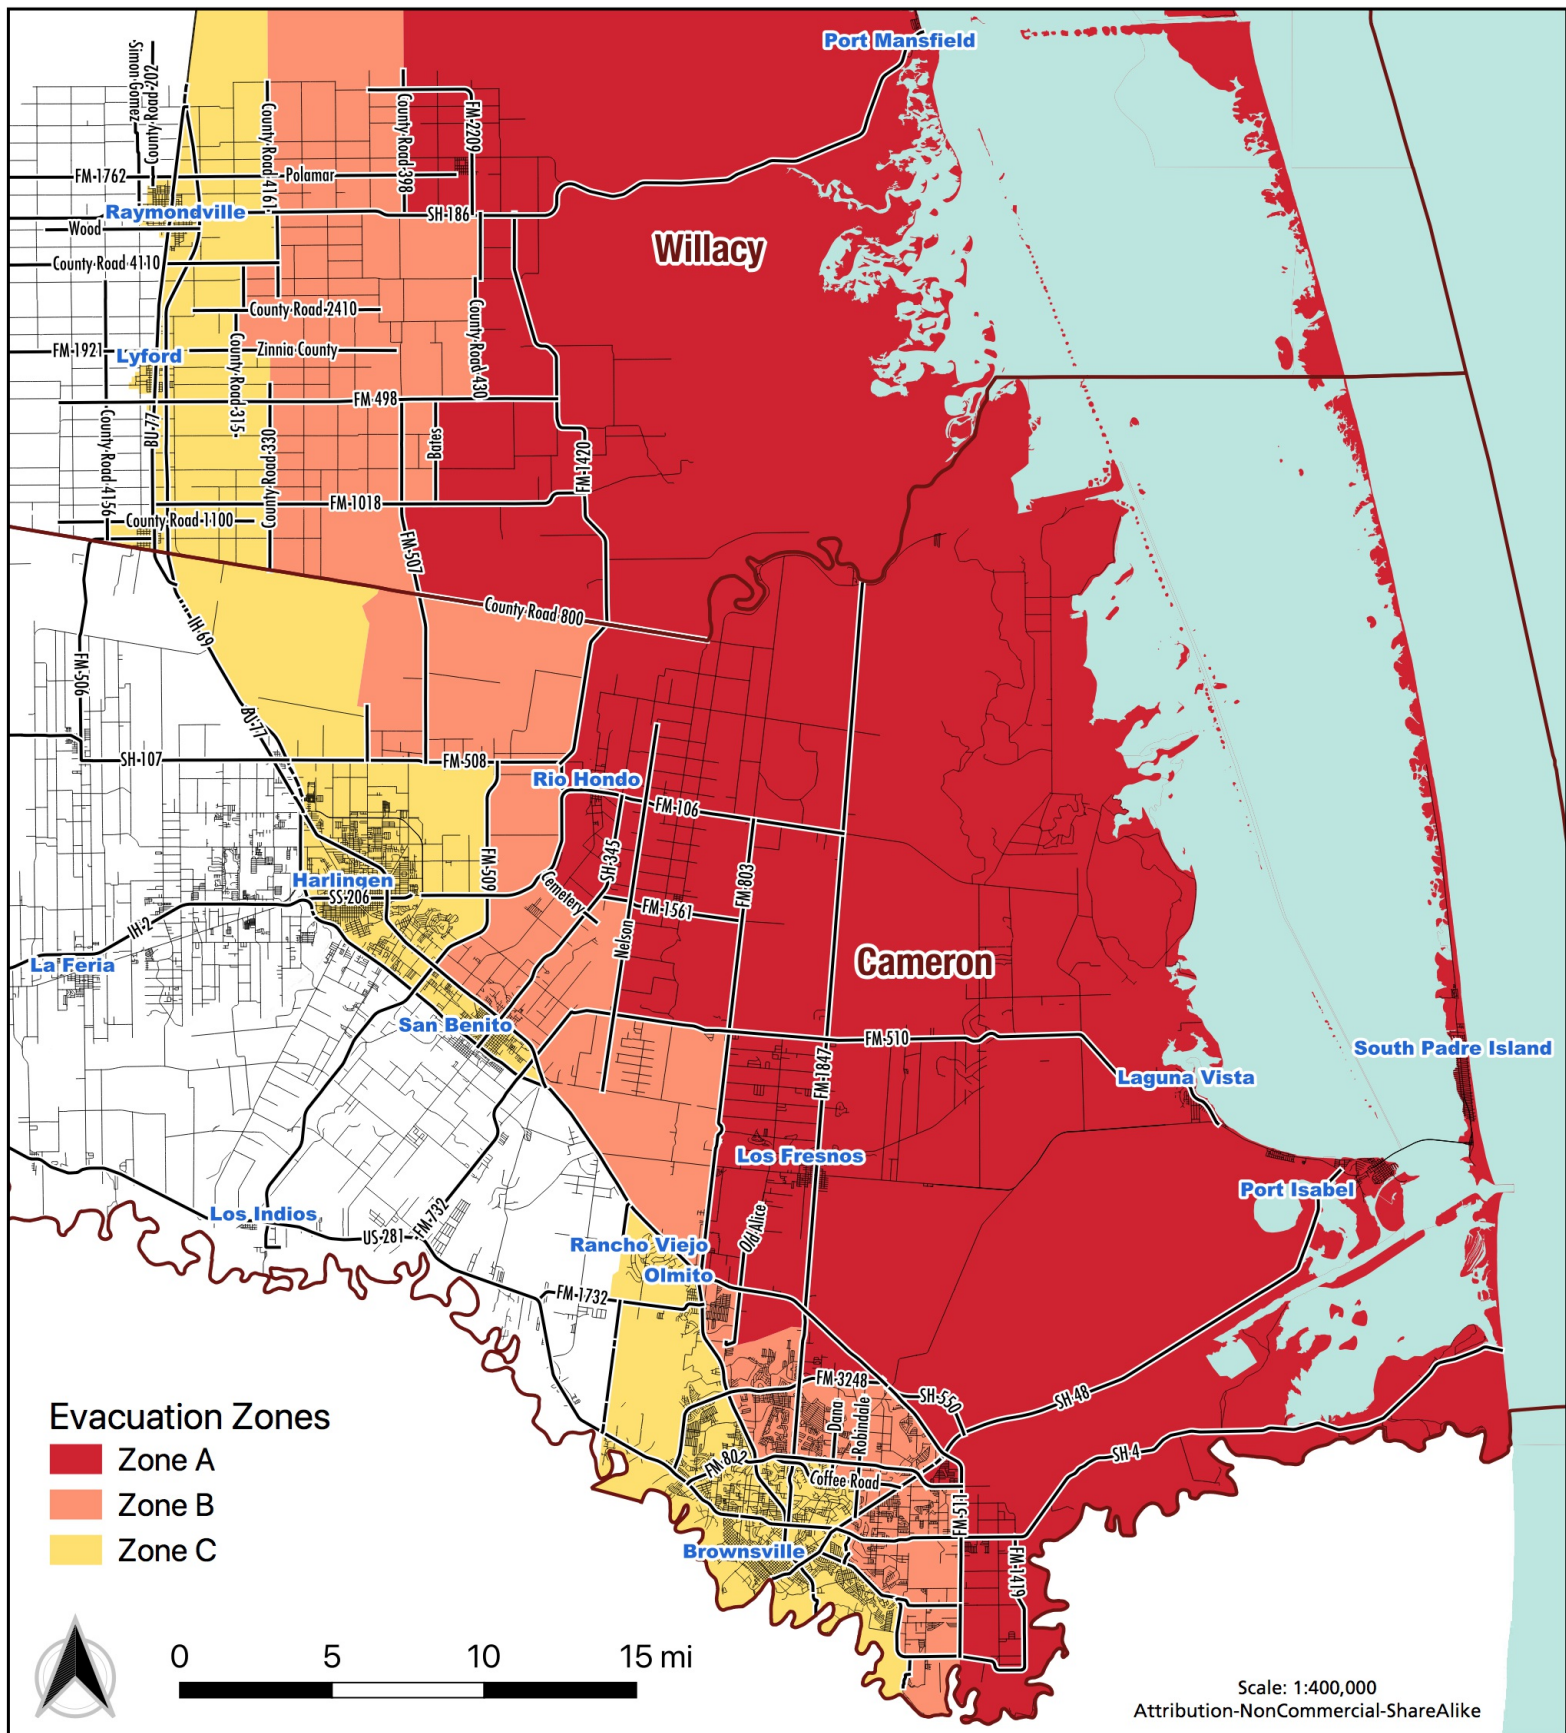 Port Mansfield
Simon Gomez
County Road 202
County Road 4161
County Road 398
FM-2209
FM-1762
Polamar
Raymondville
SH-186
Wood
Willacy
County Road 4110
County Road 2410
FM-1921
Lyford
Zinnia County
County Road 315
County Road 430
FM-498
BU-77
County Road 4156
County Road 330
Bates
FM-1420
FM-1018
County Road 1100
FM-507
County Road 800
IH-69
FM-506
BU-77
SH-107
FM-508
Rio Hondo
FM-106
SH-345
FM-803
FM-509
Harlingen
SS-206
Cemetery
FM-1561
Nelson
IH-2
La Feria
Cameron
San Benito
FM-510
FM-1847
South Padre Island
Laguna Vista
Los Fresnos
Port Isabel
Los Indios
US-281
FM-732
Old Alice
Rancho Viejo
Olmito
FM-1732
FM-3248
SH-550
SH-48
Dana
Robindale
SH-4
FM-802
Coffee Road
FM-511
Brownsville
FM-1419
Evacuation Zones
Zone A
Zone B
Zone C
0 5 10 15 mi
Scale: 1:400,000
Attribution-NonCommercial-ShareAlike